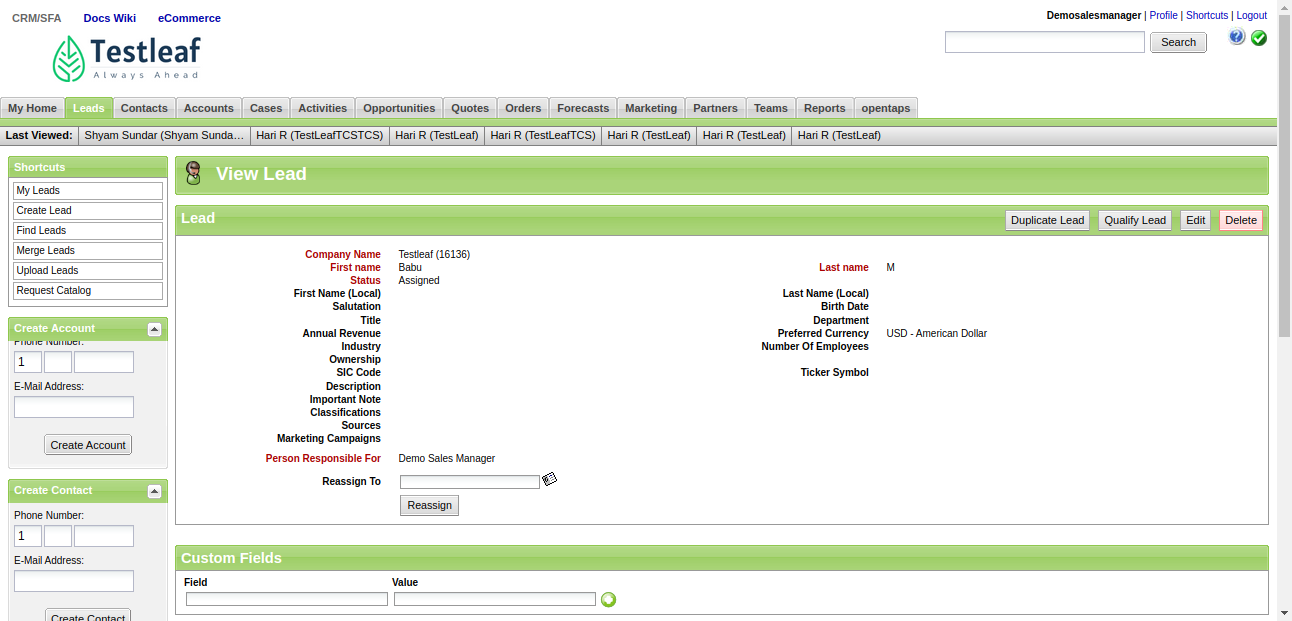 CRM/SFA Docs Wiki eCommerce
Demosalesmanager | Profile | Shortcuts | Logout
Testleaf
Always Ahead
Search
My Home Leads Contacts Accounts Cases Activities Opportunities Quotes Orders Forecasts Marketing Partners Teams Reports opentaps
Last Viewed: Shyam Sundar (Shyam Sunda... Hari R (TestLeafTCSTCS) Hari R (TestLeaf) Hari R (TestLeafTCS) Hari R (TestLeaf) Hari R (TestLeaf) Hari R (TestLeaf)
Shortcuts
My Leads
Create Lead
Find Leads
Merge Leads
Upload Leads
Request Catalog
Create Account
Phone Number:
1
E-Mail Address:
Create Account
Create Contact
Phone Number:
1
E-Mail Address:
Create Contact
View Lead
Lead
Duplicate Lead Qualify Lead Edit Delete
Company Name Testleaf (16136)
First name Babu Last name M
Status Assigned
First Name (Local) Last Name (Local)
Salutation Birth Date
Title Department
Annual Revenue Preferred Currency USD - American Dollar
Industry Number Of Employees
Ownership
SIC Code Ticker Symbol
Description
Important Note
Classifications
Sources
Marketing Campaigns
Person Responsible For Demo Sales Manager
Reassign To
Reassign
Custom Fields
Field Value